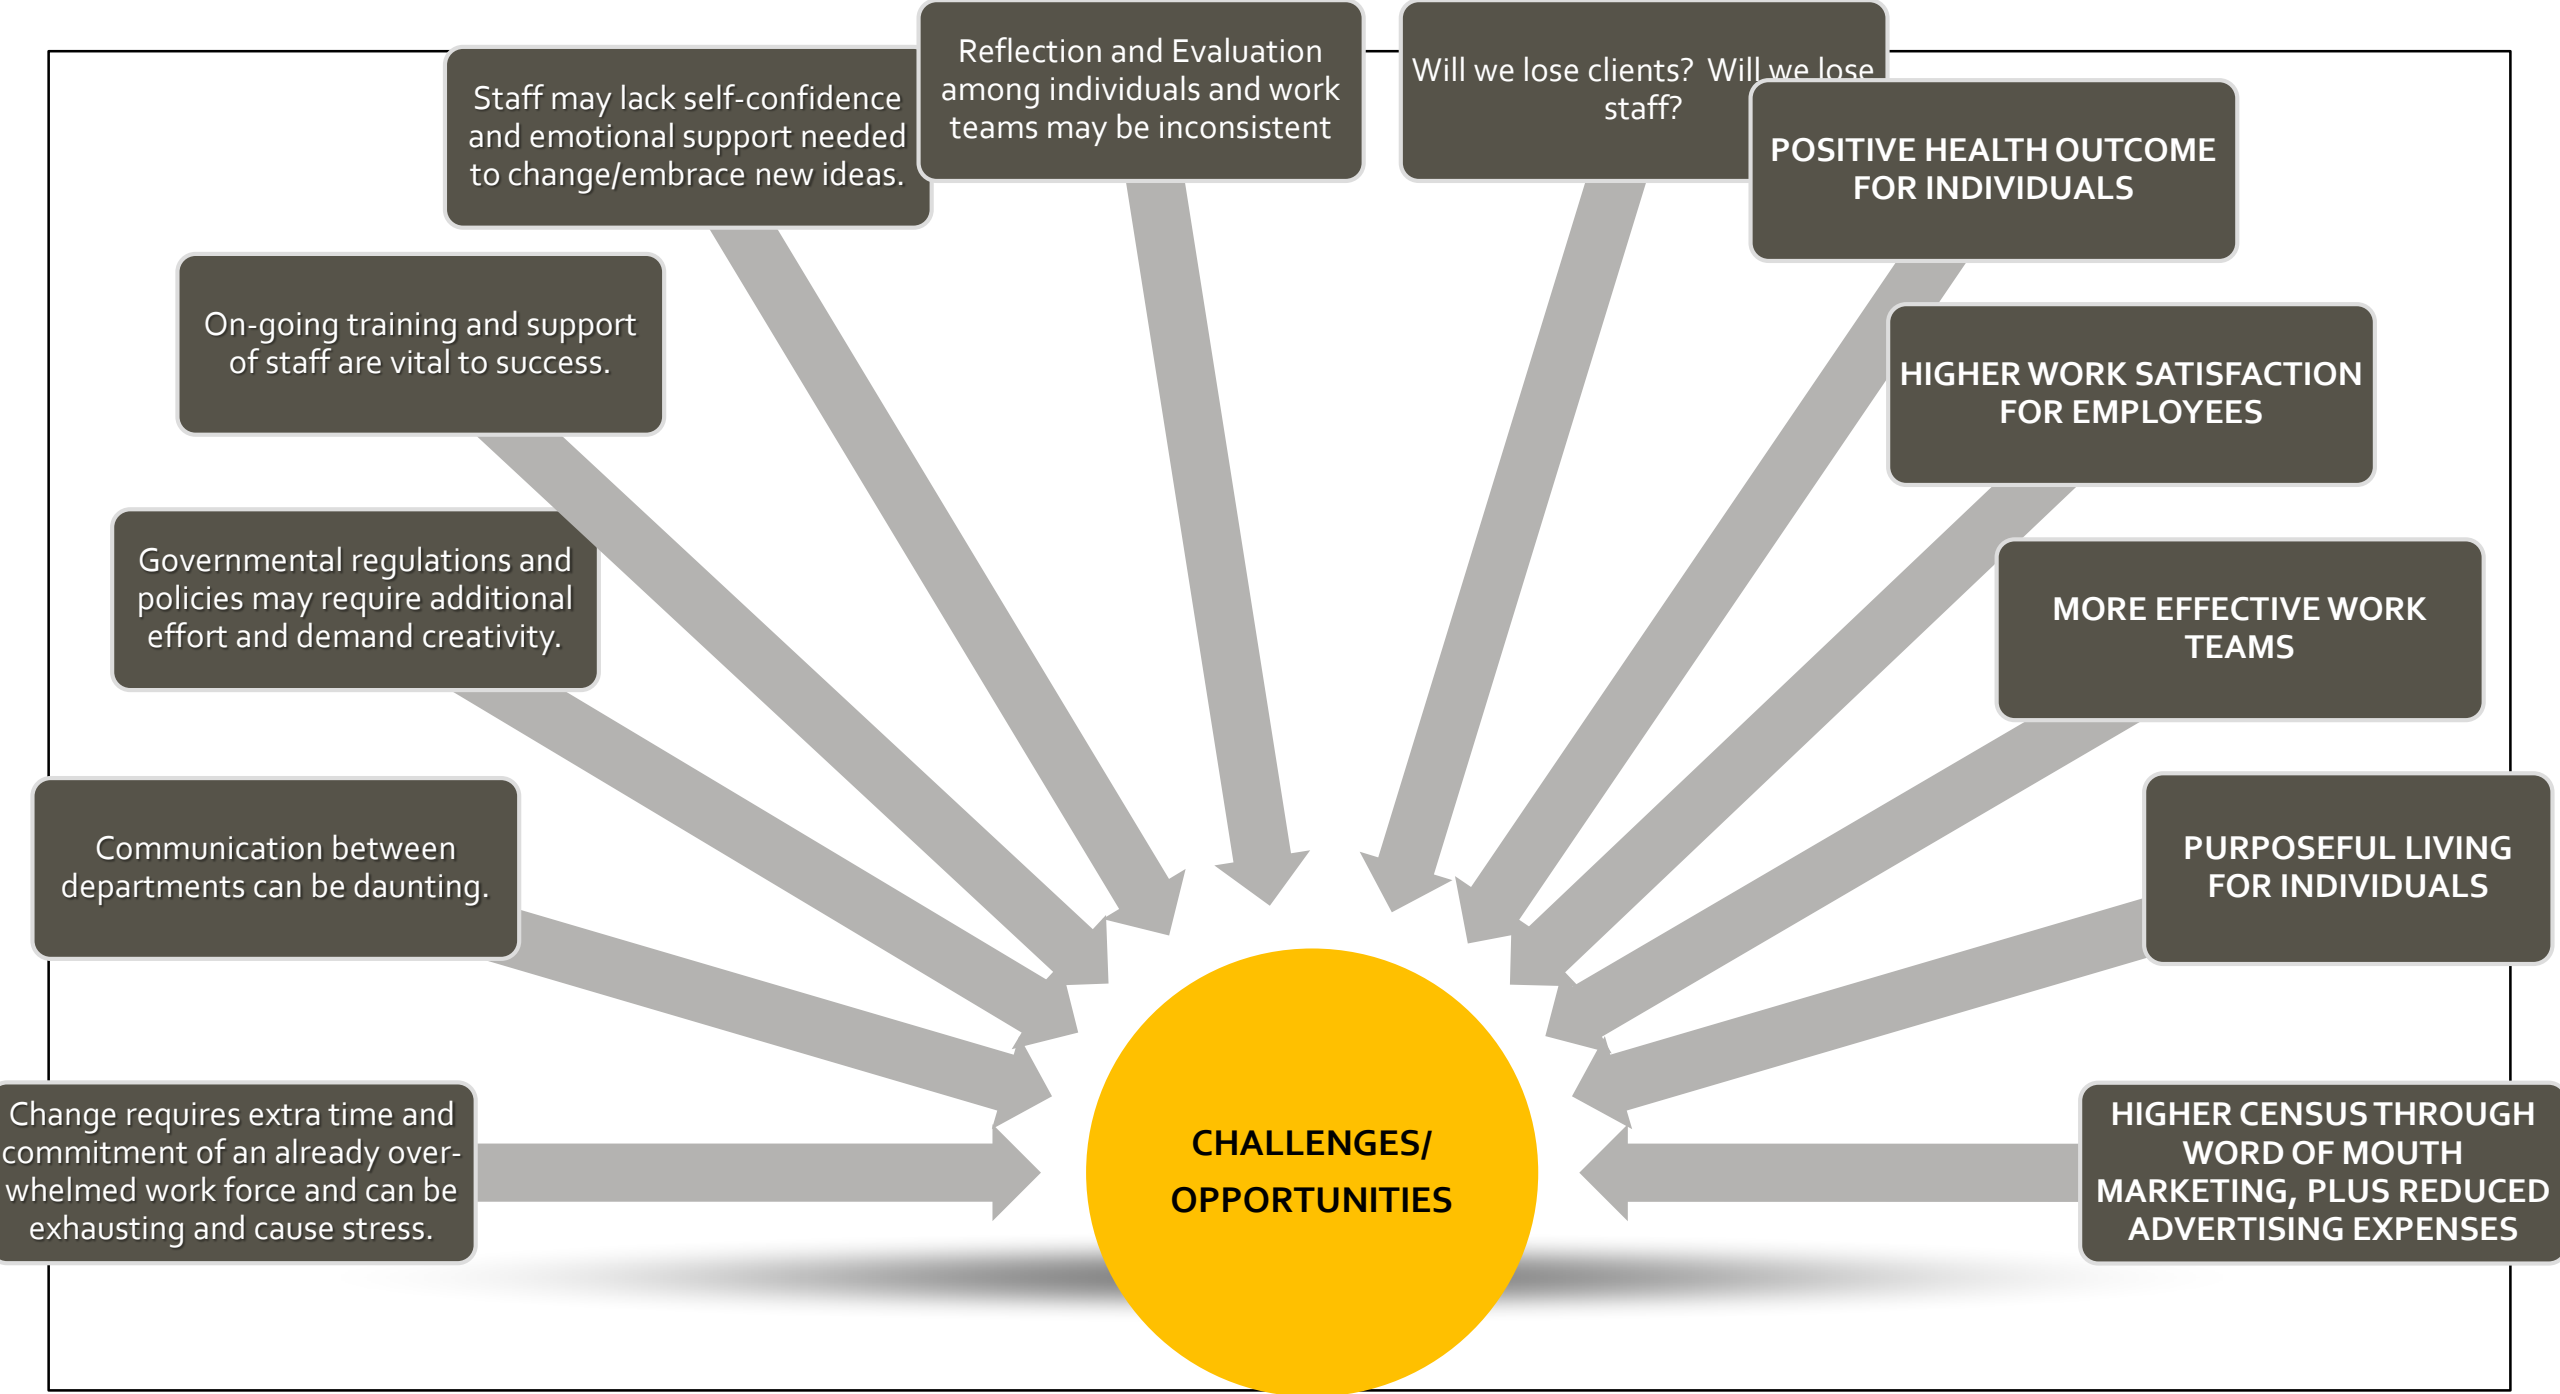 Reflection and Evaluation
among individuals and work
teams may be inconsistent
Will we lose clients?  Will we lose
staff?
Staff may lack self-confidence
and emotional support needed
to change/embrace new ideas.
POSITIVE HEALTH OUTCOME
FOR INDIVIDUALS
On-going training and support
of staff are vital to success.
HIGHER WORK SATISFACTION
FOR EMPLOYEES
Governmental regulations and
policies may require additional
effort and demand creativity.
MORE EFFECTIVE WORK
TEAMS
Communication between
departments can be daunting.
PURPOSEFUL LIVING
FOR INDIVIDUALS
Change requires extra time and
commitment of an already over-
whelmed work force and can be
exhausting and cause stress.
CHALLENGES/
OPPORTUNITIES
HIGHER CENSUS THROUGH
WORD OF MOUTH
MARKETING, PLUS REDUCED
ADVERTISING EXPENSES